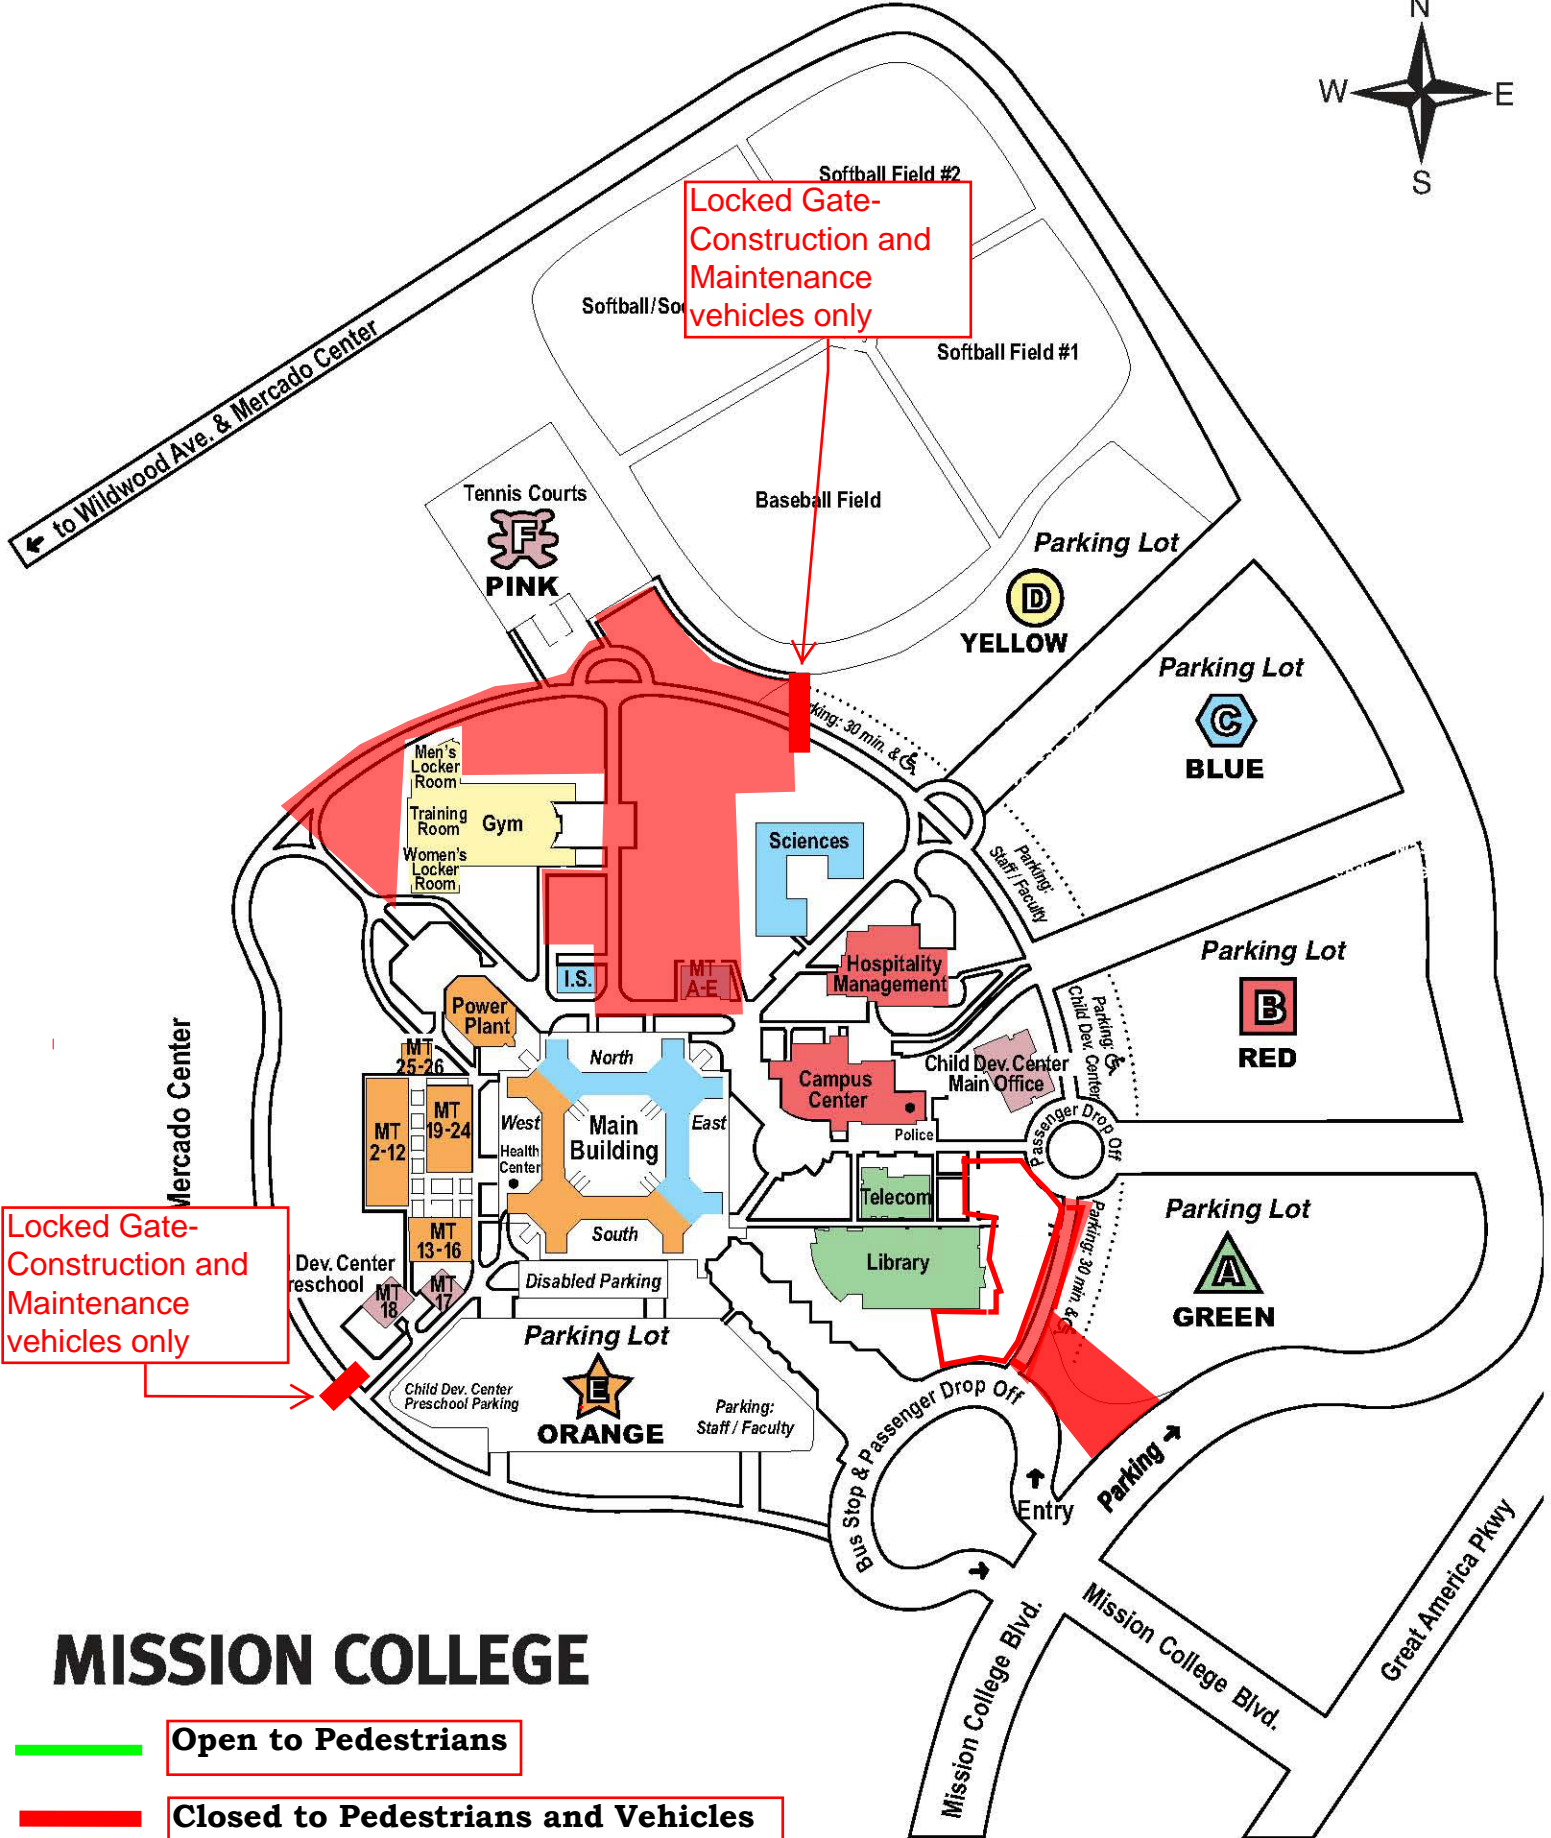 N
W
E
S
Softball Field #2
Locked Gate-
Construction and
Maintenance
vehicles only
Softball/So
Softball Field #1
to Wildwood Ave. & Mercado Center
Tennis Courts
F
PINK
Baseball Field
Parking Lot
D
YELLOW
Parking Lot
C
BLUE
rking: 30 min. &
Men's
Locker
Room
Training
Room
Gym
Women's
Locker
Room
Sciences
Parking:
Staff / Faculty
Parking Lot
B
RED
I.S.
MT
A-E
Hospitality
Management
Power
Plant
Parking:
Child Dev. Center
MT
25-26
North
Campus
Center
Child Dev. Center
Main Office
Mercado Center
MT
2-12
MT
19-24
West
Main
Building
East
Health
Center
Police
Passenger Drop Off
Telecom
Parking Lot
A
GREEN
Parking: 30 min. &
Locked Gate-
Construction and
Maintenance
vehicles only
MT
13-16
South
Library
Dev. Center
reschool
MT
18
MT
17
Disabled Parking
Parking Lot
E
ORANGE
Child Dev. Center
Preschool Parking
Parking:
Staff / Faculty
Bus Stop & Passenger Drop Off
Entry
Parking
Mission College Blvd.
Mission College Blvd.
Great America Pkwy
MISSION COLLEGE
Open to Pedestrians
Closed to Pedestrians and Vehicles